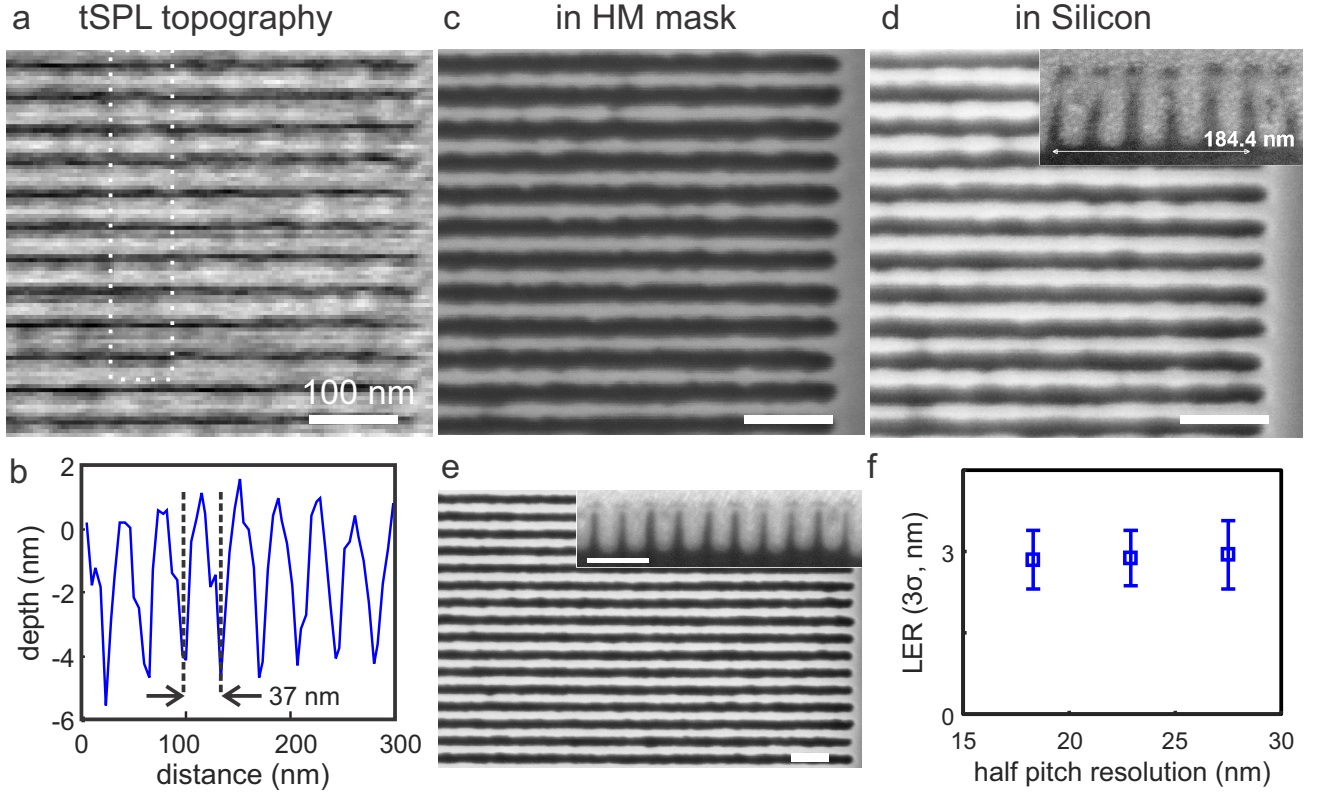 a tSPL topography
c in HM mask
d in Silicon
184.4 nm
100 nm
b
2
0
-2
-4
-6
depth (nm)
37 nm
0 100 200 300
distance (nm)
e
f
3
0
LER (3σ, nm)
15 20 25 30
half pitch resolution (nm)